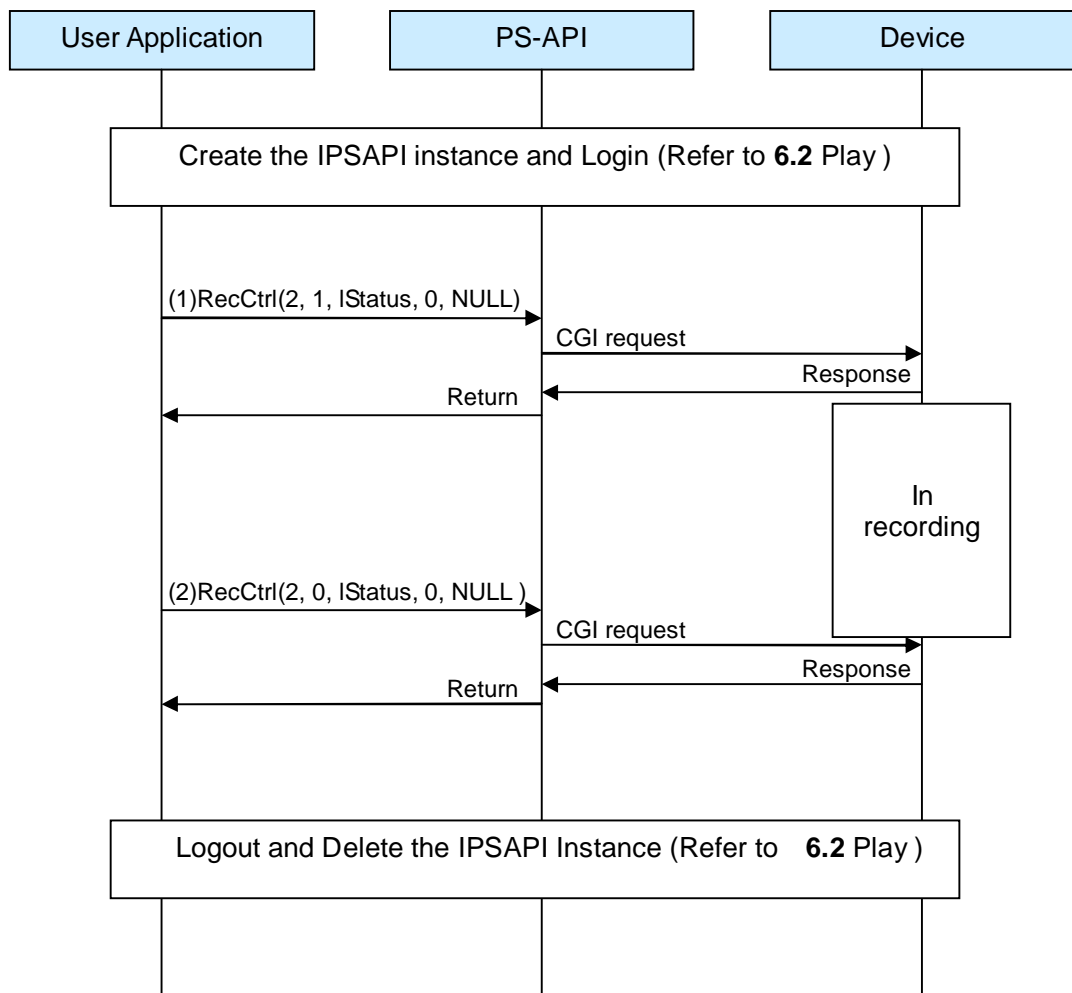 User Application
PS-API
Device
Create the IPSAPI instance and Login (Refer to 6.2 Play )
(1)RecCtrl(2, 1, lStatus, 0, NULL)
CGI request
Response
Return
In
recording
(2)RecCtrl(2, 0, lStatus, 0, NULL )
CGI request
Response
Return
Logout and Delete the IPSAPI Instance (Refer to 6.2 Play )